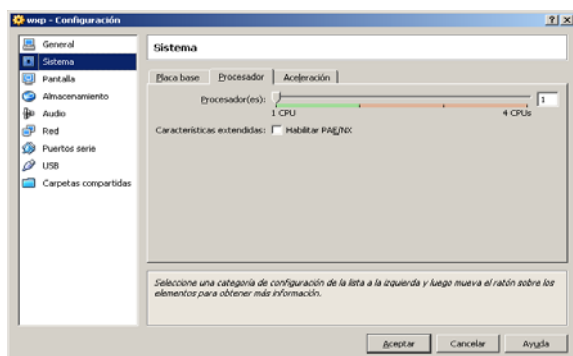 wxp - Configuración
General
Sistema
Pantalla
Almacenamiento
Audio
Red
Puertos serie
USB
Carpetas compartidas
Sistema
Placa base Procesador Aceleración
Procesador(es): 1
1 CPU 4 CPUs
Características extendidas: Habilitar PAE/NX
Seleccione una categoría de configuración de la lista a la izquierda y luego mueva el ratón sobre los
elementos para obtener más información.
Aceptar Cancelar Ayuda